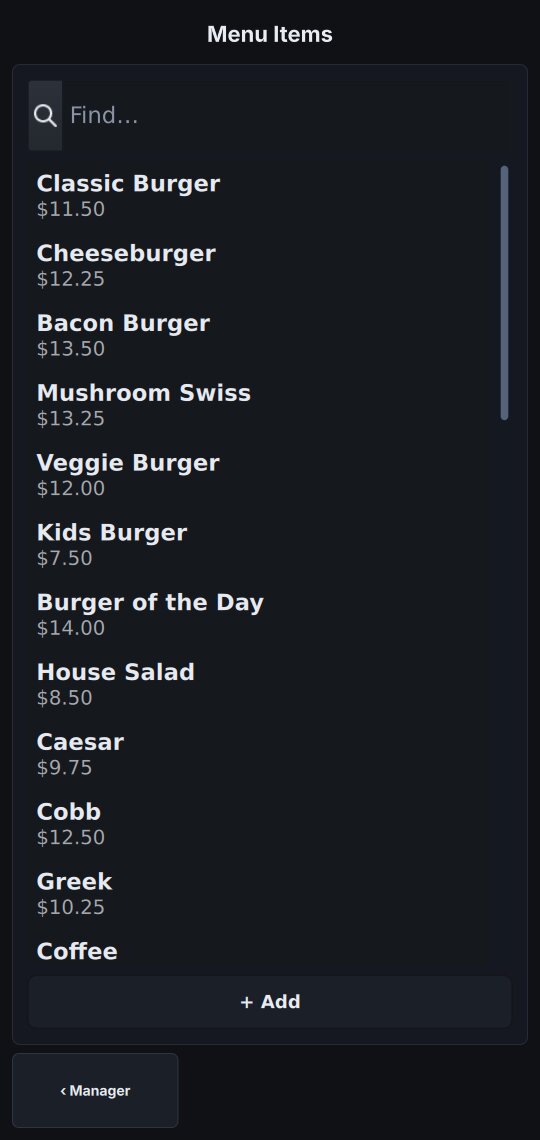 Menu Items
Find...
Classic Burger
$11.50
Cheeseburger
$12.25
Bacon Burger
$13.50
Mushroom Swiss
$13.25
Veggie Burger
$12.00
Kids Burger
$7.50
Burger of the Day
$14.00
House Salad
$8.50
Caesar
$9.75
Cobb
$12.50
Greek
$10.25
Coffee
+ Add
‹ Manager